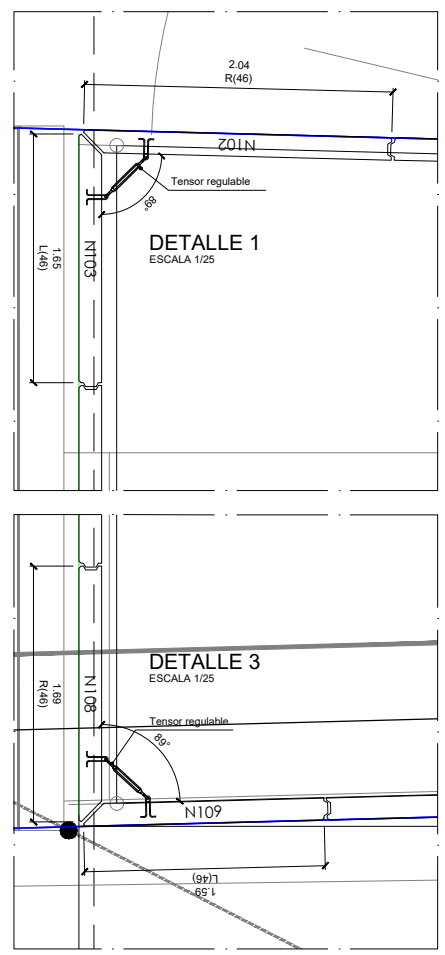 2.04
R(46)
N102
Tensor regulable
89°
DETALLE 1
ESCALA 1/25
N103
1.65
L(46)
DETALLE 3
ESCALA 1/25
N108
1.69
R(46)
Tensor regulable
89°
N109
L(46)
1.59